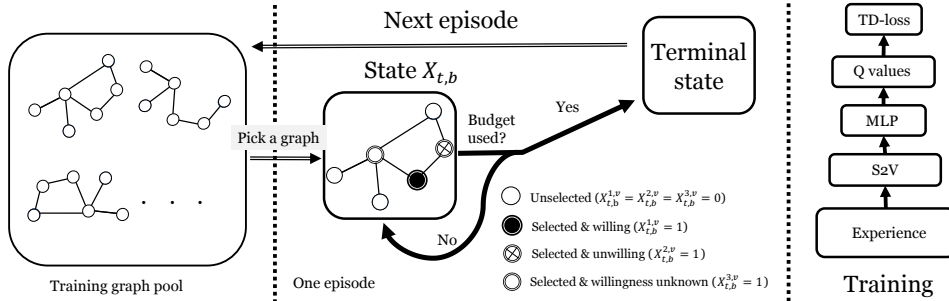 Next episode
Training graph pool
Pick a graph
State X_{t,b}
Budget
used?
Yes
No
Terminal
state
Unselected (X_{t,b}^{1,v} = X_{t,b}^{2,v} = X_{t,b}^{3,v} = 0)
Selected & willing (X_{t,b}^{1,v} = 1)
Selected & unwilling (X_{t,b}^{2,v} = 1)
Selected & willingness unknown (X_{t,b}^{3,v} = 1)
One episode
TD-loss
Q values
MLP
S2V
Experience
Training